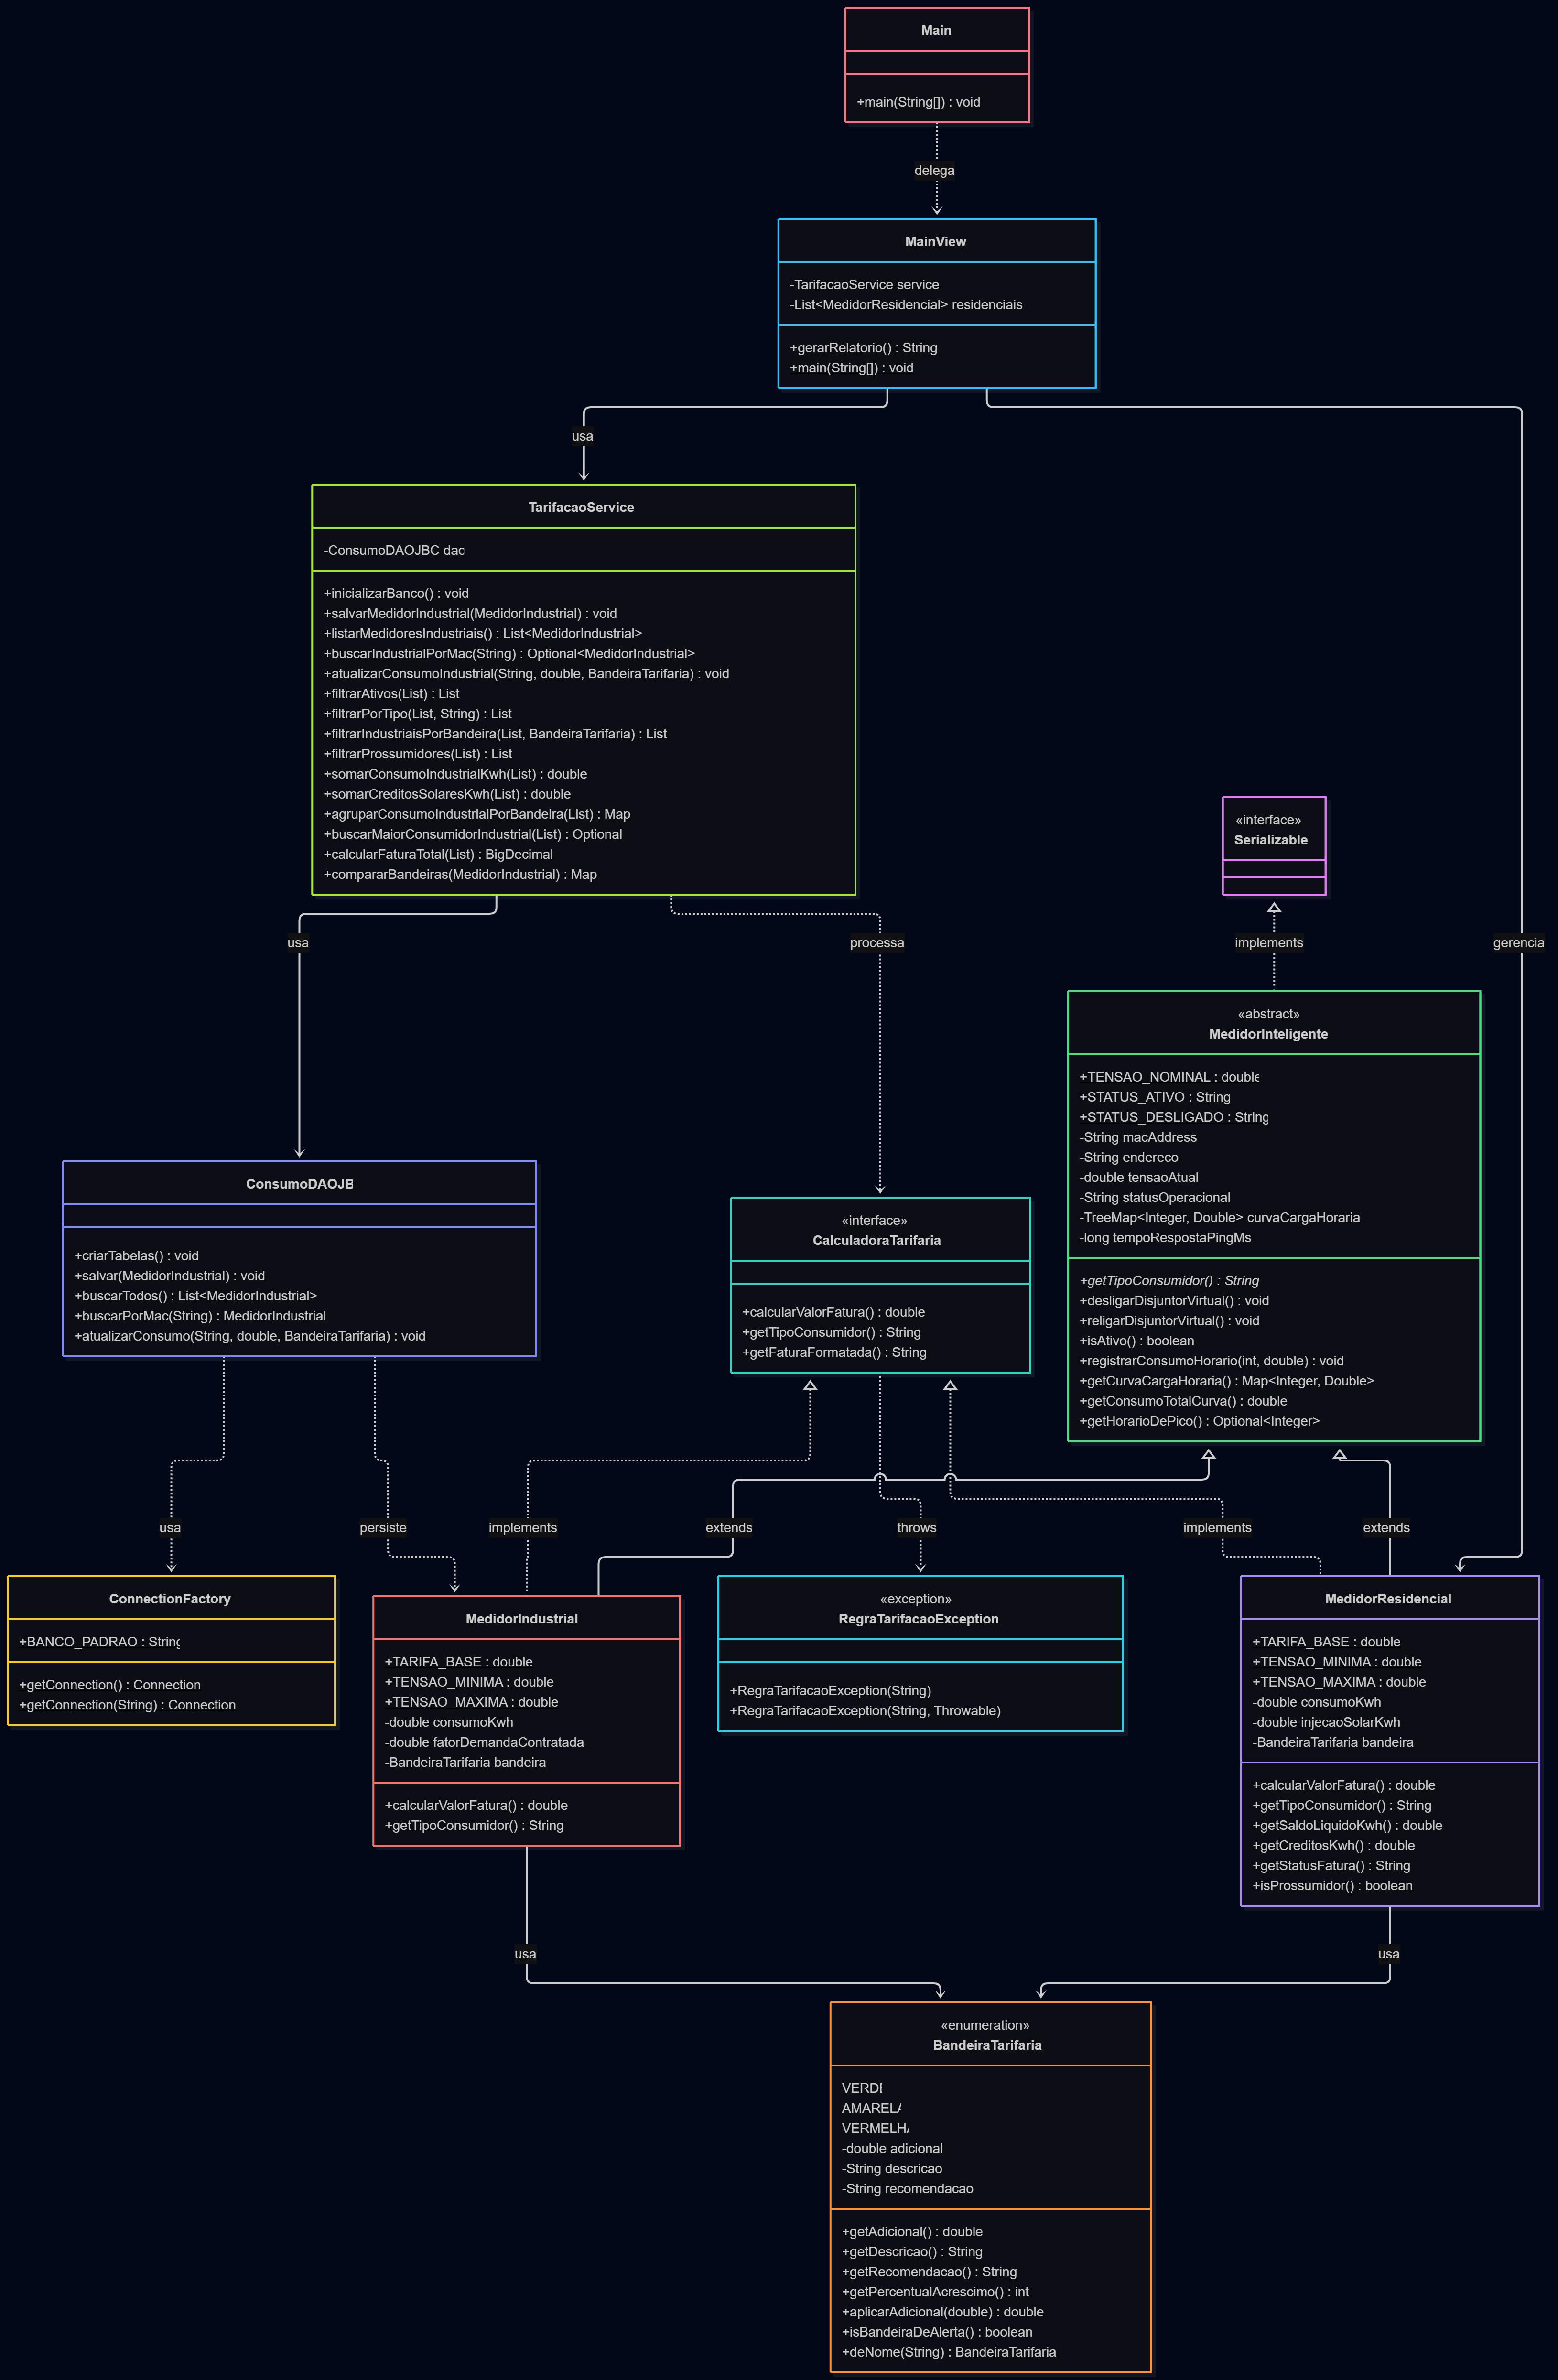 Main
+main(String[]) : void
delega
MainView
-TarifacaoService service
-List<MedidorResidencial> residenciais
+gerarRelatorio() : String
+main(String[]) : void
usa
TarifacaoService
-ConsumoDAOJBC dao
+inicializarBanco() : void
+salvarMedidorIndustrial(MedidorIndustrial) : void
+listarMedidoresIndustriais() : List<MedidorIndustrial>
+buscarIndustrialPorMac(String) : Optional<MedidorIndustrial>
+atualizarConsumoIndustrial(String, double, BandeiraTarifaria) : void
+filtrarAtivos(List) : List
+filtrarPorTipo(List, String) : List
+filtrarIndustriaisPorBandeira(List, BandeiraTarifaria) : List
+filtrarProssumidores(List) : List
+somarConsumoIndustrialKwh(List) : double
+somarCreditosSolaresKwh(List) : double
+agruparConsumoIndustrialPorBandeira(List) : Map
+buscarMaiorConsumidorIndustrial(List) : Optional
+calcularFaturaTotal(List) : BigDecimal
+compararBandeiras(MedidorIndustrial) : Map
«interface»
Serializable
usa
processa
implements
gerencia
«abstract»
MedidorInteligente
+TENSAO_NOMINAL : double
+STATUS_ATIVO : String
+STATUS_DESLIGADO : String
-String macAddress
-String endereco
-double tensaoAtual
-String statusOperacional
-TreeMap<Integer, Double> curvaCargaHoraria
-long tempoRespostaPingMs
+getTipoConsumidor() : String
+desligarDisjuntorVirtual() : void
+religarDisjuntorVirtual() : void
+isAtivo() : boolean
+registrarConsumoHorario(int, double) : void
+getCurvaCargaHoraria() : Map<Integer, Double>
+getConsumoTotalCurva() : double
+getHorarioDePico() : Optional<Integer>
ConsumoDAOJB
+criarTabelas() : void
+salvar(MedidorIndustrial) : void
+buscarTodos() : List<MedidorIndustrial>
+buscarPorMac(String) : MedidorIndustrial
+atualizarConsumo(String, double, BandeiraTarifaria) : void
«interface»
CalculadoraTarifaria
+calcularValorFatura() : double
+getTipoConsumidor() : String
+getFaturaFormatada() : String
usa
persiste
implements
extends
throws
implements
extends
ConnectionFactory
+BANCO_PADRAO : String
+getConnection() : Connection
+getConnection(String) : Connection
MedidorIndustrial
+TARIFA_BASE : double
+TENSAO_MINIMA : double
+TENSAO_MAXIMA : double
-double consumoKwh
-double fatorDemandaContratada
-BandeiraTarifaria bandeira
+calcularValorFatura() : double
+getTipoConsumidor() : String
«exception»
RegraTarifacaoException
+RegraTarifacaoException(String)
+RegraTarifacaoException(String, Throwable)
MedidorResidencial
+TARIFA_BASE : double
+TENSAO_MINIMA : double
+TENSAO_MAXIMA : double
-double consumoKwh
-double injecaoSolarKwh
-BandeiraTarifaria bandeira
+calcularValorFatura() : double
+getTipoConsumidor() : String
+getSaldoLiquidoKwh() : double
+getCreditosKwh() : double
+getStatusFatura() : String
+isProssumidor() : boolean
usa
usa
«enumeration»
BandeiraTarifaria
VERDE
AMARELA
VERMELHA
-double adicional
-String descricao
-String recomendacao
+getAdicional() : double
+getDescricao() : String
+getRecomendacao() : String
+getPercentualAcrescimo() : int
+aplicarAdicional(double) : double
+isBandeiraDeAlerta() : boolean
+deNome(String) : BandeiraTarifaria